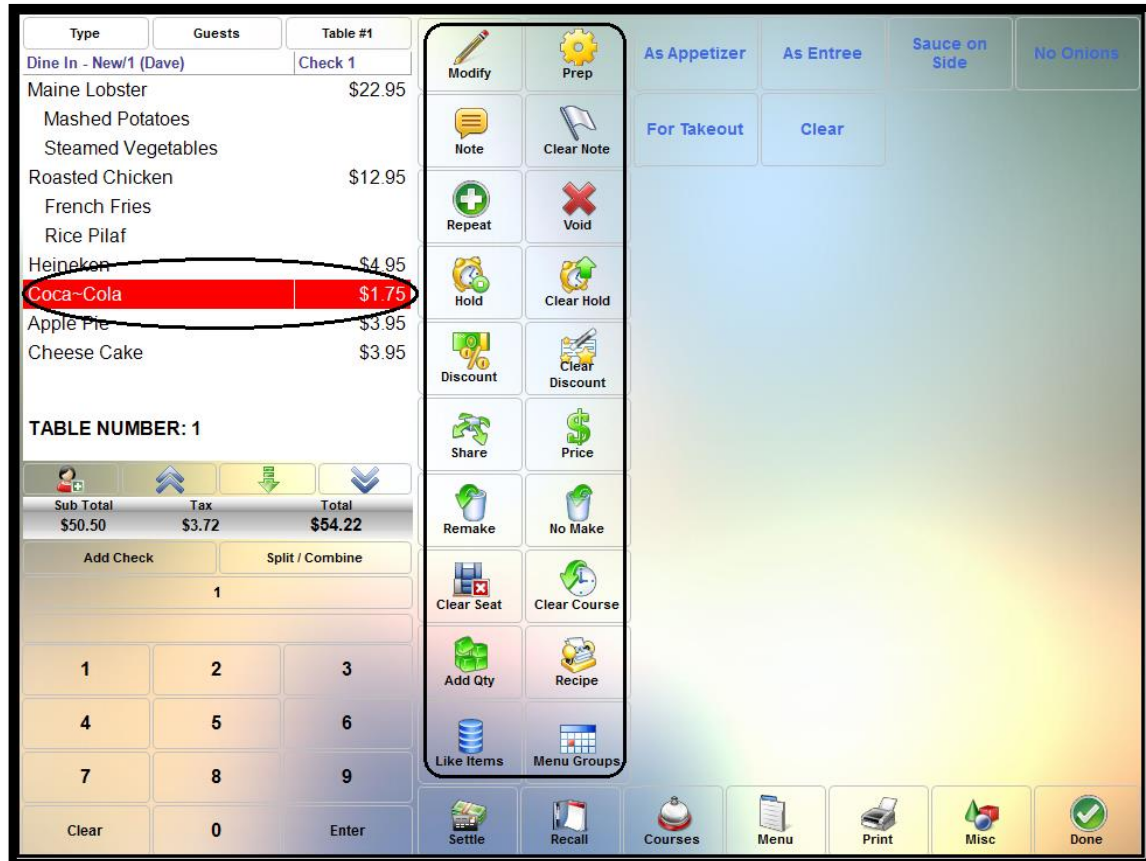 Type Guests Table #1
Dine In - New/1 (Dave) Check 1
Maine Lobster $22.95
Mashed Potatoes
Steamed Vegetables
Roasted Chicken $12.95
French Fries
Rice Pilaf
Heineken $4.95
Coca~Cola $1.75
Apple Pie $3.95
Cheese Cake $3.95
TABLE NUMBER: 1
Sub Total Tax Total
$50.50 $3.72 $54.22
Add Check Split / Combine
1
1 2 3
4 5 6
7 8 9
Clear 0 Enter
Modify Prep
Note Clear Note
Repeat Void
Hold Clear Hold
Discount Clear
Discount
Share Price
Remake No Make
Clear Seat Clear Course
Add Qty Recipe
Like Items Menu Groups
As Appetizer As Entree Sauce on
Side No Onions
For Takeout Clear
Settle Recall Courses Menu Print Misc Done